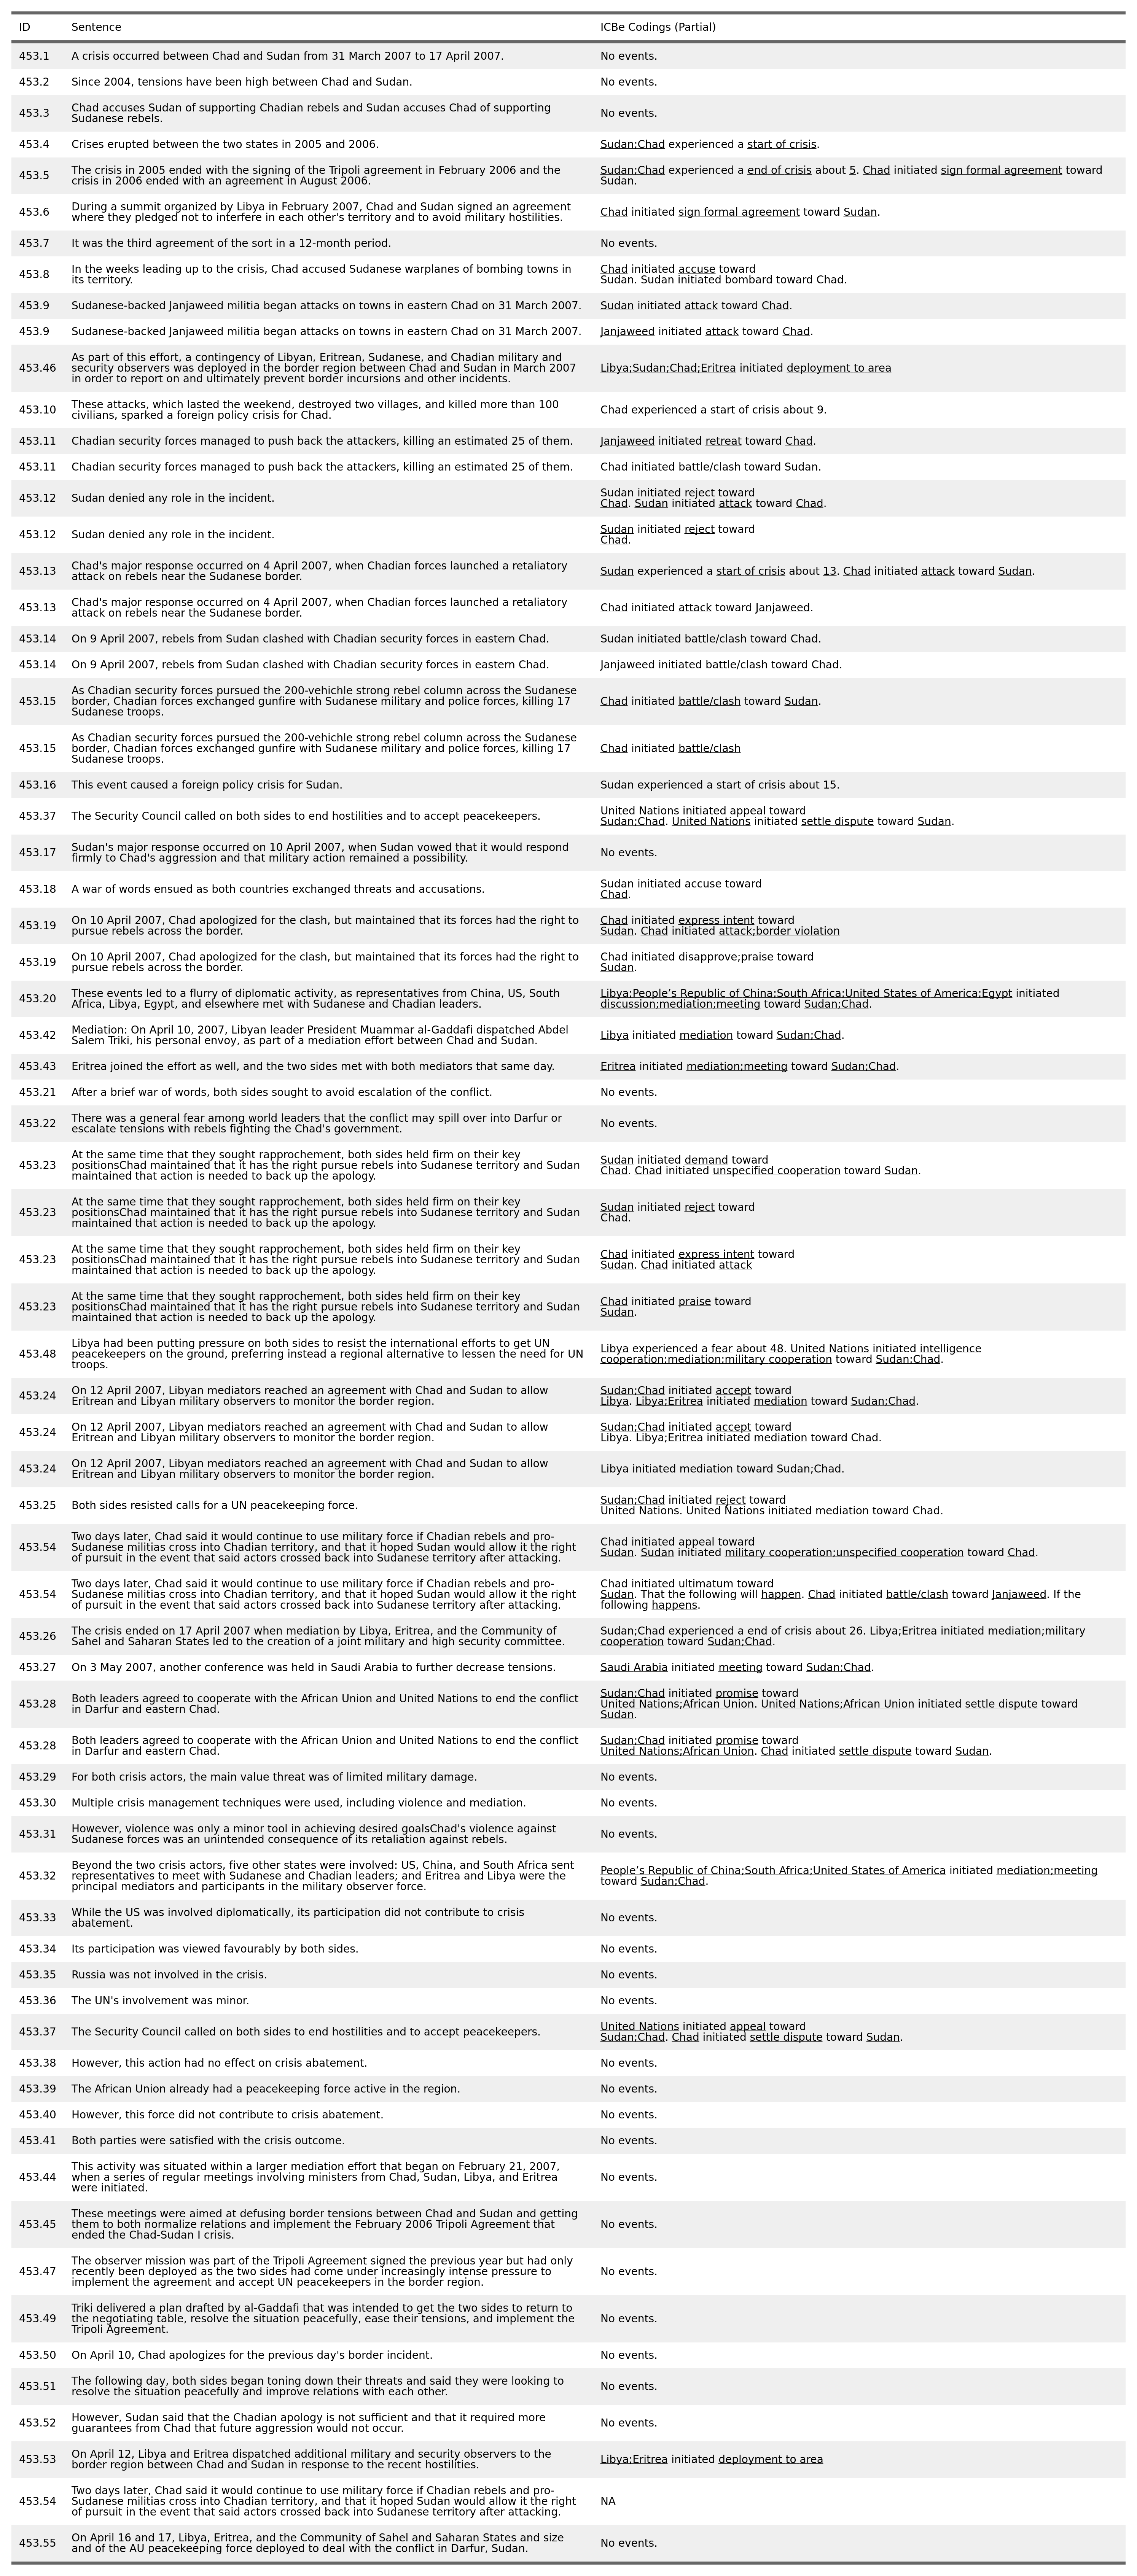 ID Sentence ICBe Codings (Partial)
453.1 A crisis occurred between Chad and Sudan from 31 March 2007 to 17 April 2007. No events.
453.2 Since 2004, tensions have been high between Chad and Sudan. No events.
Chad accuses Sudan of supporting Chadian rebels and Sudan accuses Chad of supporting
453.3 No events.
Sudanese rebels.
453.4 Crises erupted between the two states in 2005 and 2006. Sudan;Chad experienced a start of crisis.
The crisis in 2005 ended with the signing of the Tripoli agreement in February 2006 and the Sudan;Chad experienced a end of crisis about 5. Chad initiated sign formal agreement toward
453.5
crisis in 2006 ended with an agreement in August 2006. Sudan.
During a summit organized by Libya in February 2007, Chad and Sudan signed an agreement
453.6 Chad initiated sign formal agreement toward Sudan.
where they pledged not to interfere in each other's territory and to avoid military hostilities.
453.7 It was the third agreement of the sort in a 12-month period. No events.
In the weeks leading up to the crisis, Chad accused Sudanese warplanes of bombing towns in Chad initiated accuse toward
453.8
its territory. Sudan. Sudan initiated bombard toward Chad.
453.9 Sudanese-backed Janjaweed militia began attacks on towns in eastern Chad on 31 March 2007. Sudan initiated attack toward Chad.
453.9 Sudanese-backed Janjaweed militia began attacks on towns in eastern Chad on 31 March 2007. Janjaweed initiated attack toward Chad.
As part of this effort, a contingency of Libyan, Eritrean, Sudanese, and Chadian military and
453.46 security observers was deployed in the border region between Chad and Sudan in March 2007 Libya;Sudan;Chad;Eritrea initiated deployment to area
in order to report on and ultimately prevent border incursions and other incidents.
These attacks, which lasted the weekend, destroyed two villages, and killed more than 100
453.10 Chad experienced a start of crisis about 9.
civilians, sparked a foreign policy crisis for Chad.
453.11 Chadian security forces managed to push back the attackers, killing an estimated 25 of them. Janjaweed initiated retreat toward Chad.
453.11 Chadian security forces managed to push back the attackers, killing an estimated 25 of them. Chad initiated battle/clash toward Sudan.
Sudan initiated reject toward
453.12 Sudan denied any role in the incident.
Chad. Sudan initiated attack toward Chad.
Sudan initiated reject toward
453.12 Sudan denied any role in the incident.
Chad.
Chad's major response occurred on 4 April 2007, when Chadian forces launched a retaliatory
453.13 Sudan experienced a start of crisis about 13. Chad initiated attack toward Sudan.
attack on rebels near the Sudanese border.
Chad's major response occurred on 4 April 2007, when Chadian forces launched a retaliatory
453.13 Chad initiated attack toward Janjaweed.
attack on rebels near the Sudanese border.
453.14 On 9 April 2007, rebels from Sudan clashed with Chadian security forces in eastern Chad. Sudan initiated battle/clash toward Chad.
453.14 On 9 April 2007, rebels from Sudan clashed with Chadian security forces in eastern Chad. Janjaweed initiated battle/clash toward Chad.
As Chadian security forces pursued the 200-vehichle strong rebel column across the Sudanese
453.15 border, Chadian forces exchanged gunfire with Sudanese military and police forces, killing 17 Chad initiated battle/clash toward Sudan.
Sudanese troops.
As Chadian security forces pursued the 200-vehichle strong rebel column across the Sudanese
453.15 border, Chadian forces exchanged gunfire with Sudanese military and police forces, killing 17 Chad initiated battle/clash
Sudanese troops.
453.16 This event caused a foreign policy crisis for Sudan. Sudan experienced a start of crisis about 15.
United Nations initiated appeal toward
453.37 The Security Council called on both sides to end hostilities and to accept peacekeepers.
Sudan;Chad. United Nations initiated settle dispute toward Sudan.
Sudan's major response occurred on 10 April 2007, when Sudan vowed that it would respond
453.17 No events.
firmly to Chad's aggression and that military action remained a possibility.
Sudan initiated accuse toward
453.18 A war of words ensued as both countries exchanged threats and accusations.
Chad.
On 10 April 2007, Chad apologized for the clash, but maintained that its forces had the right to Chad initiated express intent toward
453.19
pursue rebels across the border. Sudan. Chad initiated attack;border violation
On 10 April 2007, Chad apologized for the clash, but maintained that its forces had the right to Chad initiated disapprove;praise toward
453.19
pursue rebels across the border. Sudan.
These events led to a flurry of diplomatic activity, as representatives from China, US, South Libya;People’s Republic of China;South Africa;United States of America;Egypt initiated
453.20
Africa, Libya, Egypt, and elsewhere met with Sudanese and Chadian leaders. discussion;mediation;meeting toward Sudan;Chad.
Mediation: On April 10, 2007, Libyan leader President Muammar al-Gaddafi dispatched Abdel
453.42 Libya initiated mediation toward Sudan;Chad.
Salem Triki, his personal envoy, as part of a mediation effort between Chad and Sudan.
453.43 Eritrea joined the effort as well, and the two sides met with both mediators that same day. Eritrea initiated mediation;meeting toward Sudan;Chad.
453.21 After a brief war of words, both sides sought to avoid escalation of the conflict. No events.
There was a general fear among world leaders that the conflict may spill over into Darfur or
453.22 No events.
escalate tensions with rebels fighting the Chad's government.
At the same time that they sought rapprochement, both sides held firm on their key Sudan initiated demand toward
453.23 positionsChad maintained that it has the right pursue rebels into Sudanese territory and Sudan
maintained that action is needed to back up the apology. Chad. Chad initiated unspecified cooperation toward Sudan.
At the same time that they sought rapprochement, both sides held firm on their key Sudan initiated reject toward
453.23 positionsChad maintained that it has the right pursue rebels into Sudanese territory and Sudan
maintained that action is needed to back up the apology. Chad.
At the same time that they sought rapprochement, both sides held firm on their key Chad initiated express intent toward
453.23 positionsChad maintained that it has the right pursue rebels into Sudanese territory and Sudan
maintained that action is needed to back up the apology. Sudan. Chad initiated attack
At the same time that they sought rapprochement, both sides held firm on their key Chad initiated praise toward
453.23 positionsChad maintained that it has the right pursue rebels into Sudanese territory and Sudan
maintained that action is needed to back up the apology. Sudan.
Libya had been putting pressure on both sides to resist the international efforts to get UN Libya experienced a fear about 48. United Nations initiated intelligence
453.48 peacekeepers on the ground, preferring instead a regional alternative to lessen the need for UN
troops. cooperation;mediation;military cooperation toward Sudan;Chad.
On 12 April 2007, Libyan mediators reached an agreement with Chad and Sudan to allow Sudan;Chad initiated accept toward
453.24
Eritrean and Libyan military observers to monitor the border region. Libya. Libya;Eritrea initiated mediation toward Sudan;Chad.
On 12 April 2007, Libyan mediators reached an agreement with Chad and Sudan to allow Sudan;Chad initiated accept toward
453.24
Eritrean and Libyan military observers to monitor the border region. Libya. Libya;Eritrea initiated mediation toward Chad.
On 12 April 2007, Libyan mediators reached an agreement with Chad and Sudan to allow
453.24 Libya initiated mediation toward Sudan;Chad.
Eritrean and Libyan military observers to monitor the border region.
Sudan;Chad initiated reject toward
453.25 Both sides resisted calls for a UN peacekeeping force.
United Nations. United Nations initiated mediation toward Chad.
Two days later, Chad said it would continue to use military force if Chadian rebels and pro- Chad initiated appeal toward
453.54 Sudanese militias cross into Chadian territory, and that it hoped Sudan would allow it the right
of pursuit in the event that said actors crossed back into Sudanese territory after attacking. Sudan. Sudan initiated military cooperation;unspecified cooperation toward Chad.
Two days later, Chad said it would continue to use military force if Chadian rebels and pro- Chad initiated ultimatum toward
453.54 Sudanese militias cross into Chadian territory, and that it hoped Sudan would allow it the right Sudan. That the following will happen. Chad initiated battle/clash toward Janjaweed. If the
of pursuit in the event that said actors crossed back into Sudanese territory after attacking. following happens.
The crisis ended on 17 April 2007 when mediation by Libya, Eritrea, and the Community of Sudan;Chad experienced a end of crisis about 26. Libya;Eritrea initiated mediation;military
453.26
Sahel and Saharan States led to the creation of a joint military and high security committee. cooperation toward Sudan;Chad.
453.27 On 3 May 2007, another conference was held in Saudi Arabia to further decrease tensions. Saudi Arabia initiated meeting toward Sudan;Chad.
Sudan;Chad initiated promise toward
453.28 Both leaders agreed to cooperate with the African Union and United Nations to end the conflict United Nations;African Union. United Nations;African Union initiated settle dispute toward
in Darfur and eastern Chad. Sudan.
Both leaders agreed to cooperate with the African Union and United Nations to end the conflict Sudan;Chad initiated promise toward
453.28
in Darfur and eastern Chad. United Nations;African Union. Chad initiated settle dispute toward Sudan.
453.29 For both crisis actors, the main value threat was of limited military damage. No events.
453.30 Multiple crisis management techniques were used, including violence and mediation. No events.
However, violence was only a minor tool in achieving desired goalsChad's violence against
453.31 No events.
Sudanese forces was an unintended consequence of its retaliation against rebels.
Beyond the two crisis actors, five other states were involved: US, China, and South Africa sent People’s Republic of China;South Africa;United States of America initiated mediation;meeting
453.32 representatives to meet with Sudanese and Chadian leaders; and Eritrea and Libya were the
principal mediators and participants in the military observer force. toward Sudan;Chad.
While the US was involved diplomatically, its participation did not contribute to crisis
453.33 No events.
abatement.
453.34 Its participation was viewed favourably by both sides. No events.
453.35 Russia was not involved in the crisis. No events.
453.36 The UN's involvement was minor. No events.
United Nations initiated appeal toward
453.37 The Security Council called on both sides to end hostilities and to accept peacekeepers.
Sudan;Chad. Chad initiated settle dispute toward Sudan.
453.38 However, this action had no effect on crisis abatement. No events.
453.39 The African Union already had a peacekeeping force active in the region. No events.
453.40 However, this force did not contribute to crisis abatement. No events.
453.41 Both parties were satisfied with the crisis outcome. No events.
This activity was situated within a larger mediation effort that began on February 21, 2007,
453.44 when a series of regular meetings involving ministers from Chad, Sudan, Libya, and Eritrea No events.
were initiated.
These meetings were aimed at defusing border tensions between Chad and Sudan and getting
453.45 them to both normalize relations and implement the February 2006 Tripoli Agreement that No events.
ended the Chad-Sudan I crisis.
The observer mission was part of the Tripoli Agreement signed the previous year but had only
453.47 recently been deployed as the two sides had come under increasingly intense pressure to No events.
implement the agreement and accept UN peacekeepers in the border region.
Triki delivered a plan drafted by al-Gaddafi that was intended to get the two sides to return to
453.49 the negotiating table, resolve the situation peacefully, ease their tensions, and implement the No events.
Tripoli Agreement.
453.50 On April 10, Chad apologizes for the previous day's border incident. No events.
The following day, both sides began toning down their threats and said they were looking to
453.51 No events.
resolve the situation peacefully and improve relations with each other.
However, Sudan said that the Chadian apology is not sufficient and that it required more
453.52 No events.
guarantees from Chad that future aggression would not occur.
On April 12, Libya and Eritrea dispatched additional military and security observers to the
453.53 Libya;Eritrea initiated deployment to area
border region between Chad and Sudan in response to the recent hostilities.
Two days later, Chad said it would continue to use military force if Chadian rebels and pro-
453.54 Sudanese militias cross into Chadian territory, and that it hoped Sudan would allow it the right NA
of pursuit in the event that said actors crossed back into Sudanese territory after attacking.
On April 16 and 17, Libya, Eritrea, and the Community of Sahel and Saharan States and size
453.55 No events.
and of the AU peacekeeping force deployed to deal with the conflict in Darfur, Sudan.